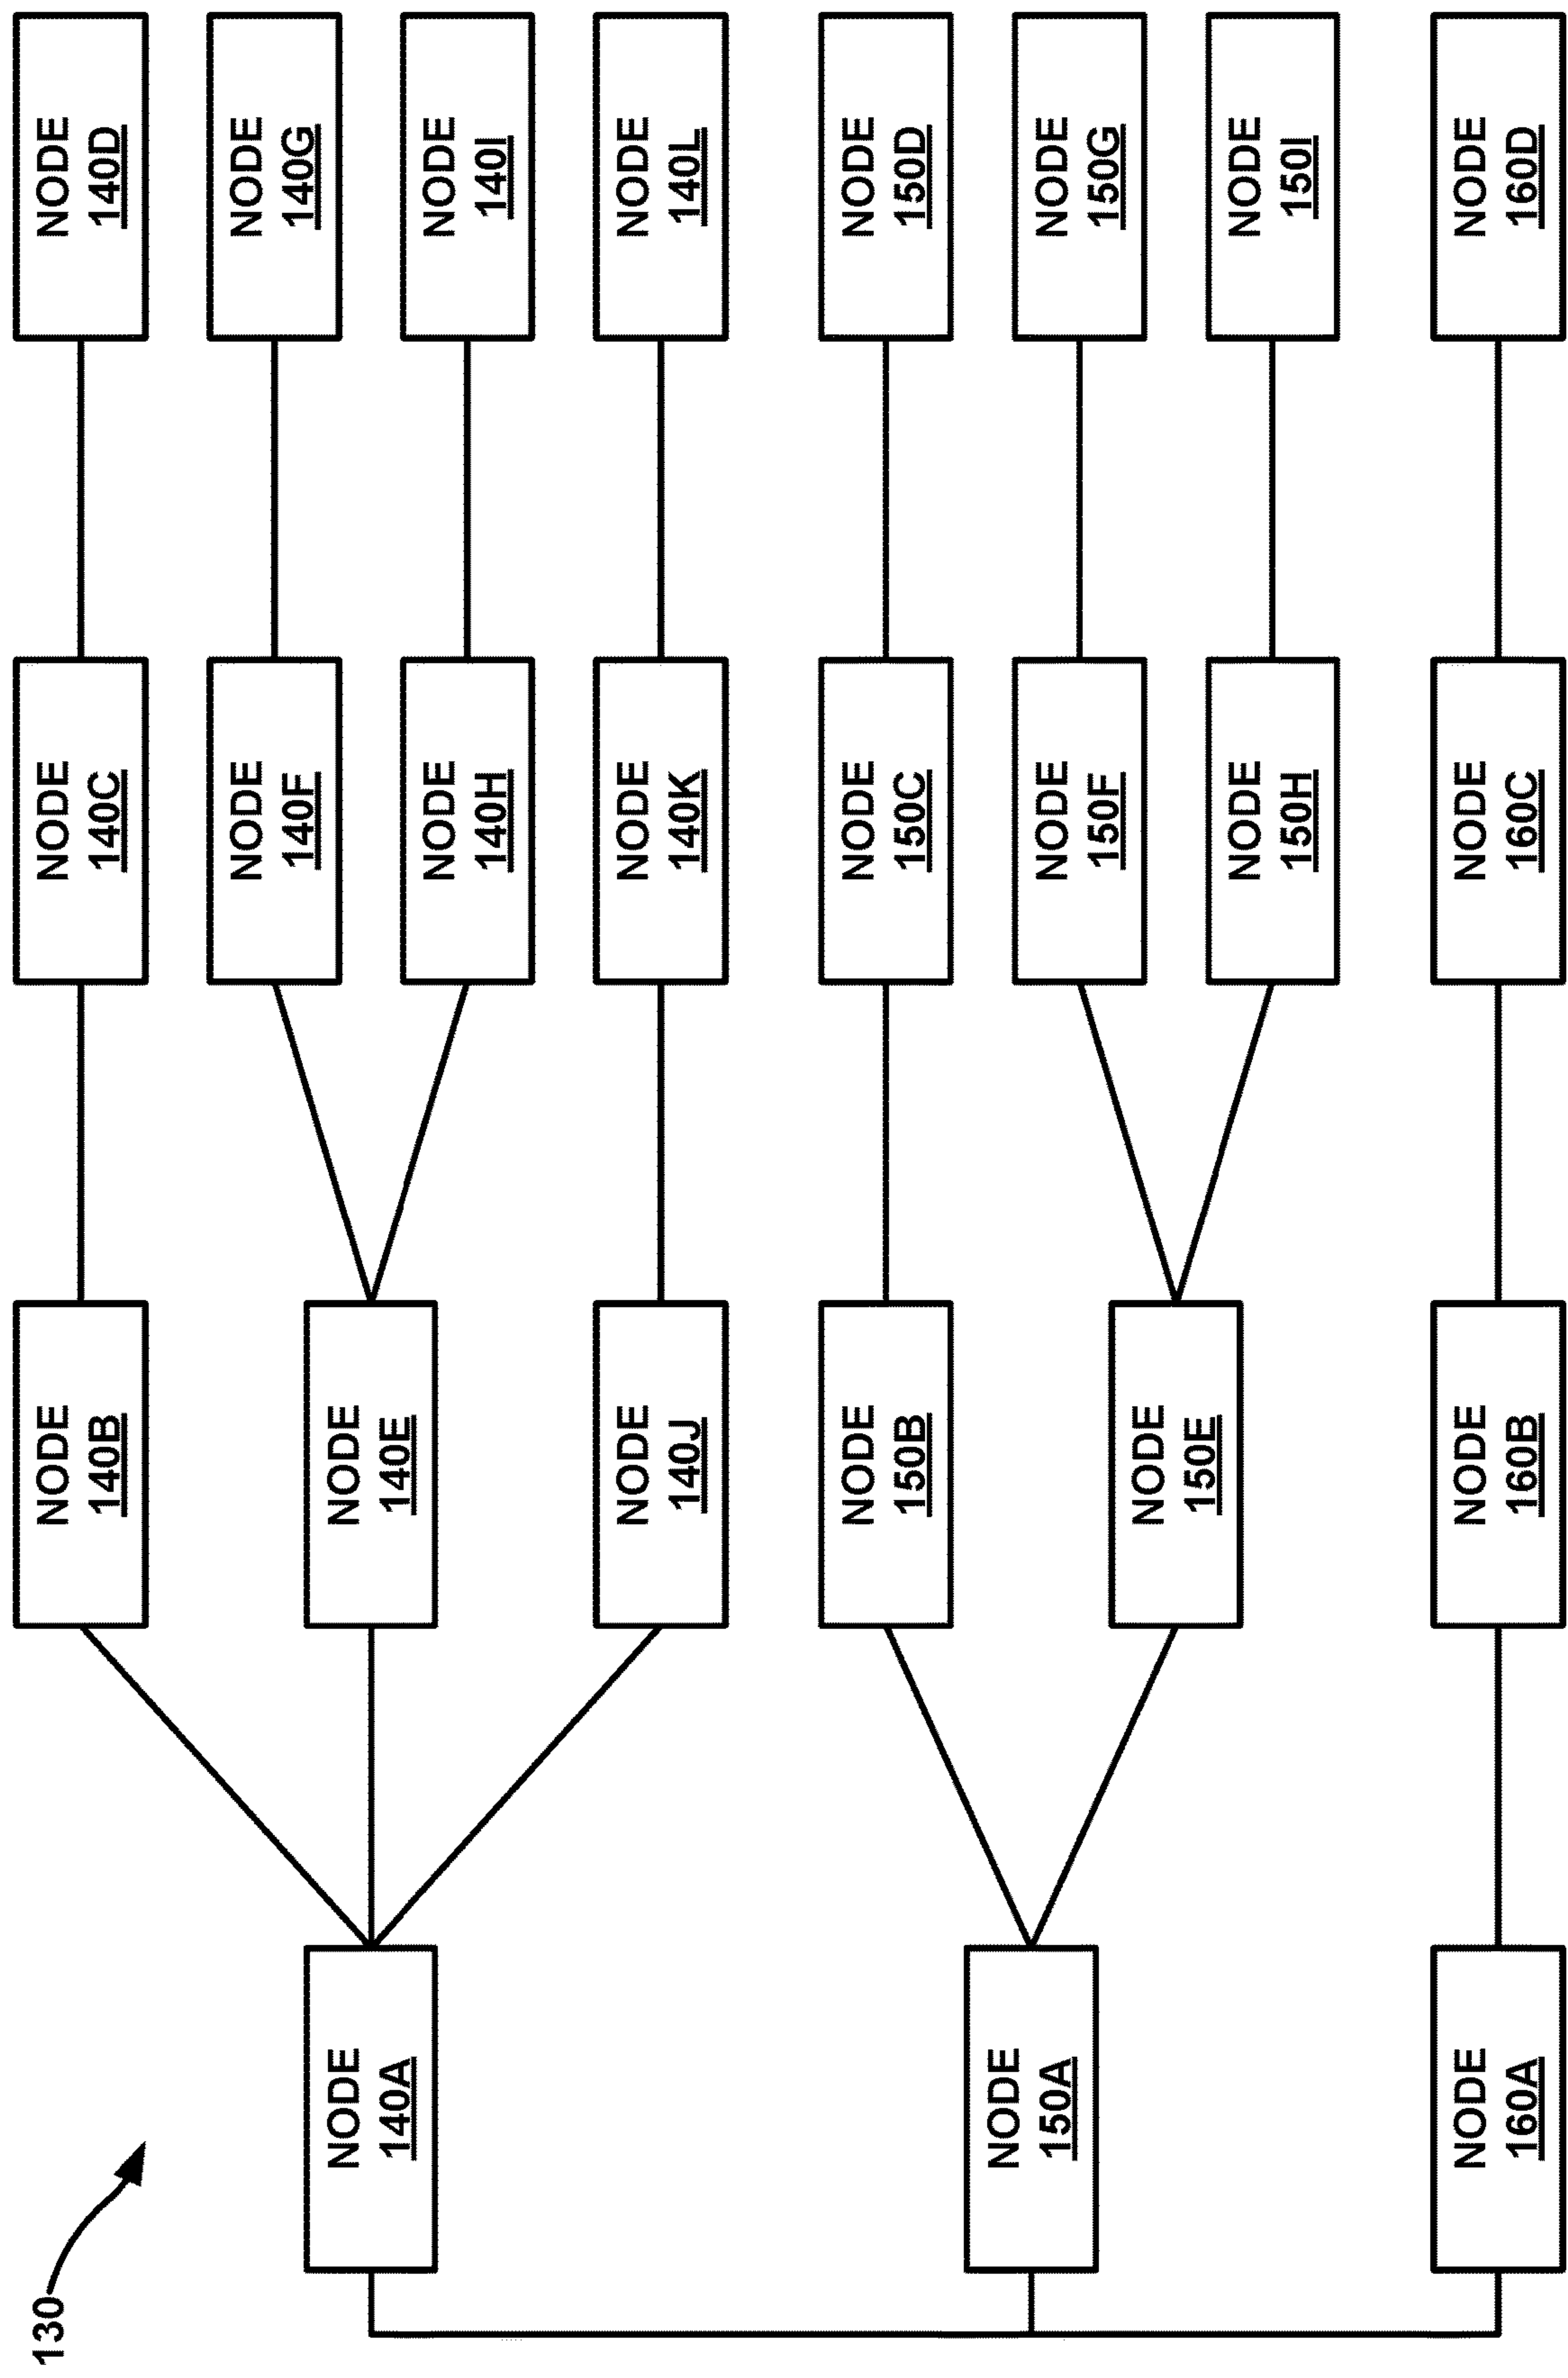 130
NODE
140B
NODE
140C
NODE
140D
NODE
140F
NODE
140G
NODE
140A
NODE
140E
NODE
140H
NODE
140I
NODE
140J
NODE
140K
NODE
140L
NODE
150B
NODE
150C
NODE
150D
NODE
150A
NODE
150F
NODE
150G
NODE
150E
NODE
150H
NODE
150I
NODE
160A
NODE
160B
NODE
160C
NODE
160D